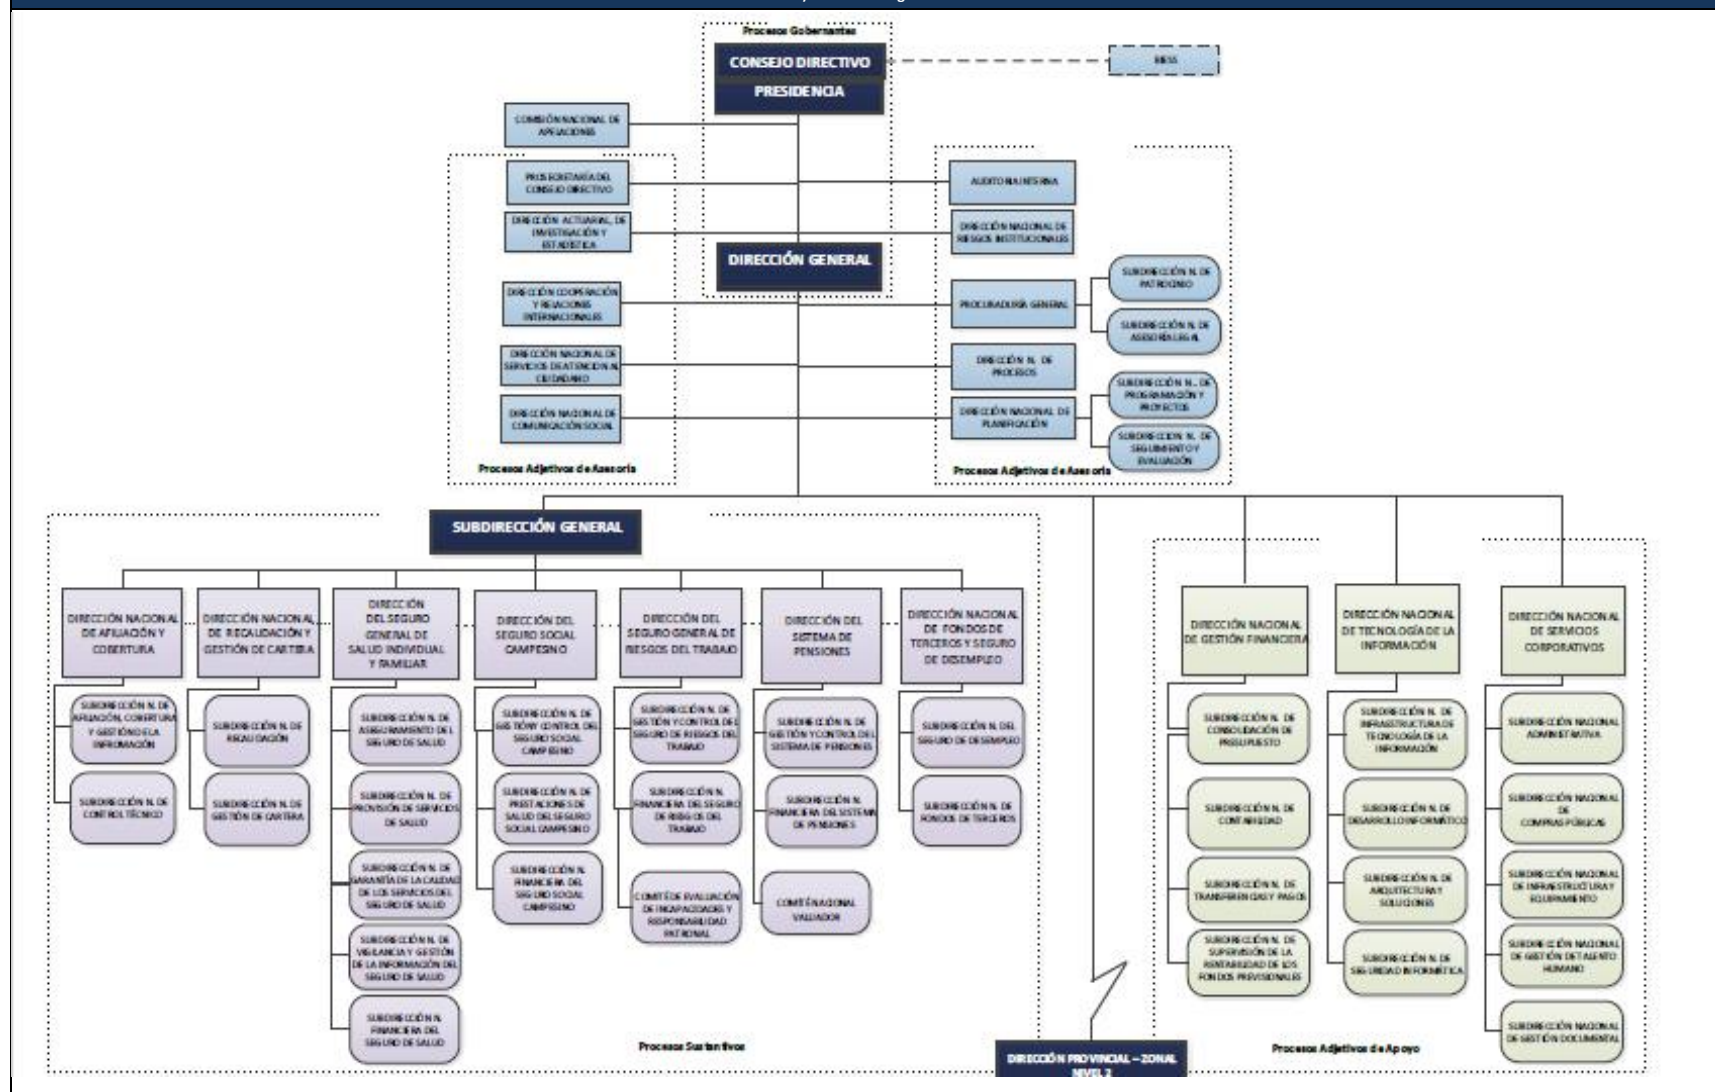 Procesos Gobernantes
CONSEJO DIRECTIVO
BIESS
PRESIDENCIA
COMISIÓN NACIONAL DE
APELACIONES
PROSECRETARÍA DEL
CONSEJO DIRECTIVO
AUDITORIA INTERNA
DIRECCIÓN ACTUARIAL, DE
INVESTIGACIÓN Y
ESTADÍSTICA
DIRECCIÓN NACIONAL DE
RIESGOS INSTITUCIONALES
DIRECCIÓN GENERAL
DIRECCIÓN COOPERACIÓN
Y RELACIONES
INTERNACIONALES
PROCURADURÍA GENERAL
SUBDIRECCIÓN N. DE
PATROCINIO
SUBDIRECCIÓN N. DE
ASESORÍA LEGAL
DIRECCIÓN NACIONAL DE
SERVICIOS DE ATENCION AL
CIUDADANO
DIRECCIÓN N. DE
PROCESOS
DIRECCIÓN NACIONAL DE
COMUNICACIÓN SOCIAL
DIRECCIÓN NACIONAL DE
PLANIFICACIÓN
SUBDIRECCIÓN N.. DE
PROGRAMACIÓN Y
PROYECTOS
SUBDIRECCION N. DE
SEGUIMIENTO Y
EVALUACIÓN
Procesos Adjetivos de Asesoría
Procesos Adjetivos de Asesoría
SUBDIRECCIÓN GENERAL
DIRECCIÓN NACIONAL
DE AFILIACIÓN Y
COBERTURA
DIRECCIÓN NACIONAL
DE RECAUDACIÓN Y
GESTIÓN DE CARTERA
DIRECCIÓN
DEL SEGURO
GENERAL DE
SALUD INDIVIDUAL
Y FAMILIAR
DIRECCIÓN DEL
SEGURO SOCIAL
CAMPESINO
DIRECCIÓN DEL
SEGURO GENERAL DE
RIESGOS DEL TRABAJO
DIRECCIÓN DEL
SISTEMA DE
PENSIONES
DIRECCIÓN NACIONAL
DE FONDOS DE
TERCEROS Y SEGURO
DE DESEMPLEO
DIRECCIÓN NACIONAL
DE GESTIÓN FINANCIERA
DIRECCIÓN NACIONAL
DE TECNOLOGÍA DE LA
INFORMACIÓN
DIRECCIÓN NACIONAL
DE SERVICIOS
CORPORATIVOS
SUBDIRECCIÓN N. DE
AFILIACIÓN, COBERTURA
Y GESTIÓN DE LA
INFROMACIÓN
SUBDIRECCIÓN N. DE
CONTROL TÉCNICO
SUBDIRECCIÓN N. DE
RECAUDACIÓN
SUBDIRECCIÓN N. DE
GESTIÓN DE CARTERA
SUBDIRECCIÓN N. DE
ASEGURAMIENTO DEL
SEGURO DE SALUD
SUBDIRECCIÓN N. DE
PROVISIÓN DE SERVICIOS
DE SALUD
SUBDIRECCIÓN N. DE
GARANTÍA DE LA CALIDAD
DE LOS SERVICIOS DEL
SEGURO DE SALUD
SUBDIRECCIÓN N. DE
VIGILANCIA Y GESTIÓN
DE LA INFORMACIÓN DEL
SEGURO DE SALUD
SUBDIRECCIÓN N.
FINANCIERA DEL
SEGURO DE SALUD
SUBDIRECCIÓN N. DE
GESTIÓN Y CONTROL DEL
SEGURO SOCIAL
CAMPESINO
SUBDIRECCIÓN N. DE
PRESTACIONES DE
SALUD DEL SEGURO
SOCIAL CAMPESINO
SUBDIRECCIÓN N.
FINANCIERA DEL
SEGURO SOCIAL
CAMPESINO
SUBDIRECCIÓN N. DE
GESTIÓN Y CONTROL DEL
SEGURO DE RIESGOS DEL
TRABAJO
SUBDIRECCIÓN N.
FINANCIERA DEL SEGURO
DE RISGOS DEL
TRABAJO
COMITÉ DE EVALUACIÓN
DE INCAPACIDADES Y
RESPONSABILIDAD
PATRONAL
SUBDIRECCIÓN N. DE
GESTIÓN Y CONTROL DEL
SISTEMA DE PENSIONES
SUBDIRECCIÓN N.
FINANCIERA DEL SISTEMA
DE PENSIONES
COMITÉ NACIONAL
VALUADOR
SUBDIRECCIÓN N. DEL
SEGURO DE DESEMPLEO
SUBDIRECCIÓN N. DE
FONDOS DE TERCEROS
SUBDIRECCIÓN N. DE
CONSOLIDACIÓN DE
PRESUPUESTO
SUBDIRECCIÓN N. DE
CONTABILIDAD
SUBDIRECCIÓN N. DE
TRANSFERENCIAS Y PAGOS
SUBDIRECCIÓN N. DE
SUPERVISIÓN DE LA
RENTABILIDAD DE LOS
FONDOS PREVISIONALES
SUBDIRECCIÓN N. DE
INFRAESTRUCTURA DE
TECNOLOGÍA DE LA
INFORMACIÓN
SUBDIRECCIÓN N. DE
DESARROLLO INFORMÁTICO
SUBDIRECCIÓN N. DE
ARQUITECTURA Y
SOLUCIONES
SUBDIRECCIÓN N. DE
SEGURIDAD INFORMÁTICA
SUBDIRECCIÓN NACIONAL
ADMINISTRATIVA
SUBDIRECCIÓN NACIONAL
DE
COMPRAS PÚBLICAS
SUBDIRECCIÓN NACIONAL
DE INFRAESTRUCTURA Y
EQUIPAMIENTO
SUBDIRECCIÓN NACIONAL
DE GESTIÓN DE TALENTO
HUMANO
SUBDIRECCIÓN NACIONAL
DE GESTIÓN DOCUMENTAL
Procesos Sustantivos
DIRECCIÓN PROVINCIAL – ZONAL
NIVEL 2
Procesos Adjetivos de Apoyo